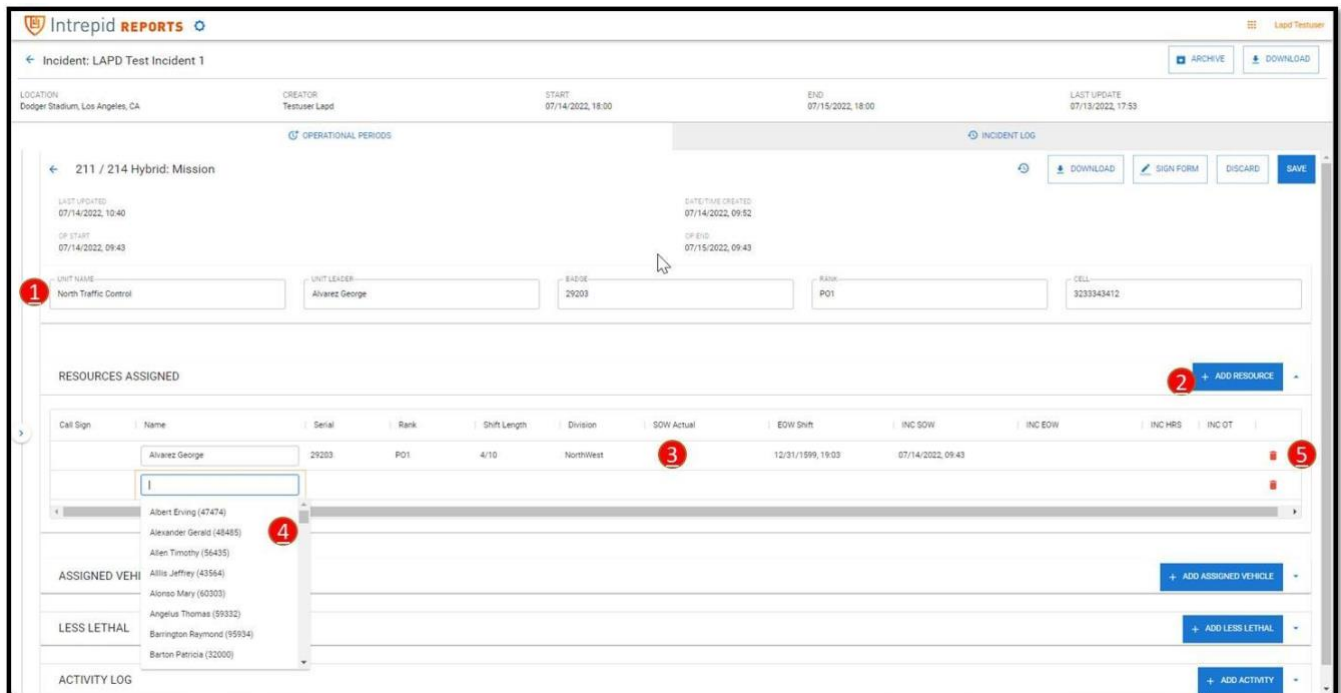 Intrepid REPORTS
Lapd Testuser
Incident: LAPD Test Incident 1
ARCHIVE
DOWNLOAD
LOCATION
CREATOR
START
END
LAST UPDATE
Dodger Stadium, Los Angeles, CA
Testuser Lapd
07/14/2022, 18:00
07/15/2022, 18:00
07/13/2022, 17:53
OPERATIONAL PERIODS
INCIDENT LOG
211 / 214 Hybrid: Mission
DOWNLOAD
SIGN FORM
DISCARD
SAVE
LAST UPDATED
DATE/TIME CREATED
07/14/2022, 10:40
07/14/2022, 09:52
OP START
OP END
07/14/2022, 09:43
07/15/2022, 09:43
1
UNIT NAME
UNIT LEADER
BADGE
RANK
CELL
North Traffic Control
Alvarez George
29203
PO1
3233343412
RESOURCES ASSIGNED
2
+ ADD RESOURCE
Call Sign
Name
Serial
Rank
Shift Length
Division
SOW Actual
EOW Shift
INC SOW
INC EOW
INC HRS
INC OT
Alvarez George
29203
PO1
4/10
NorthWest
3
12/31/1599, 19:03
07/14/2022, 09:43
5
Albert Erving (47474)
4
Alexander Gerald (48485)
Allen Timothy (56435)
Alllis Jeffrey (43564)
Alonso Mary (60303)
Angelus Thomas (59332)
Barrington Raymond (95934)
Barton Patricia (32000)
ASSIGNED VEHI
+ ADD ASSIGNED VEHICLE
LESS LETHAL
+ ADD LESS LETHAL
ACTIVITY LOG
+ ADD ACTIVITY